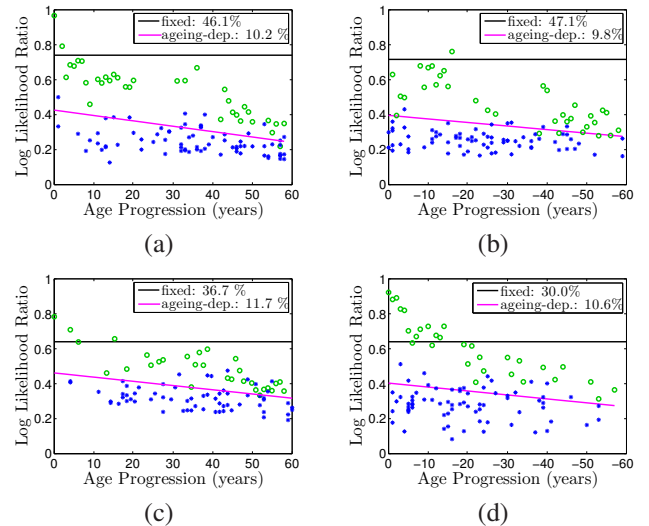 fixed: 46.1%
ageing-dep.: 10.2 %
Log Likelihood Ratio
1
0.8
0.6
0.4
0.2
0
0 10 20 30 40 50 60
Age Progression (years)
(a)
fixed: 47.1%
ageing-dep.: 9.8%
Log Likelihood Ratio
1
0.8
0.6
0.4
0.2
0
0 −10 −20 −30 −40 −50 −60
Age Progression (years)
(b)
fixed: 36.7 %
ageing-dep.: 11.7 %
Log Likelihood Ratio
1
0.8
0.6
0.4
0.2
0
0 10 20 30 40 50 60
Age Progression (years)
(c)
fixed: 30.0%
ageing-dep.: 10.6%
Log Likelihood Ratio
1
0.8
0.6
0.4
0.2
0
0 −10 −20 −30 −40 −50 −60
Age Progression (years)
(d)